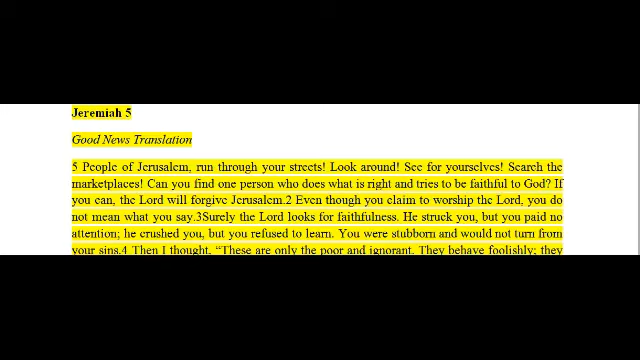 Jeremiah 5
Good News Translation
5 People of Jerusalem, run through your streets! Look around! See for yourselves! Search the
marketplaces! Can you find one person who does what is right and tries to be faithful to God? If
you can, the Lord will forgive Jerusalem.2 Even though you claim to worship the Lord, you do
not mean what you say.3Surely the Lord looks for faithfulness. He struck you, but you paid no
attention; he crushed you, but you refused to learn. You were stubborn and would not turn from
your sins.4 Then I thought, “These are only the poor and ignorant. They behave foolishly; they